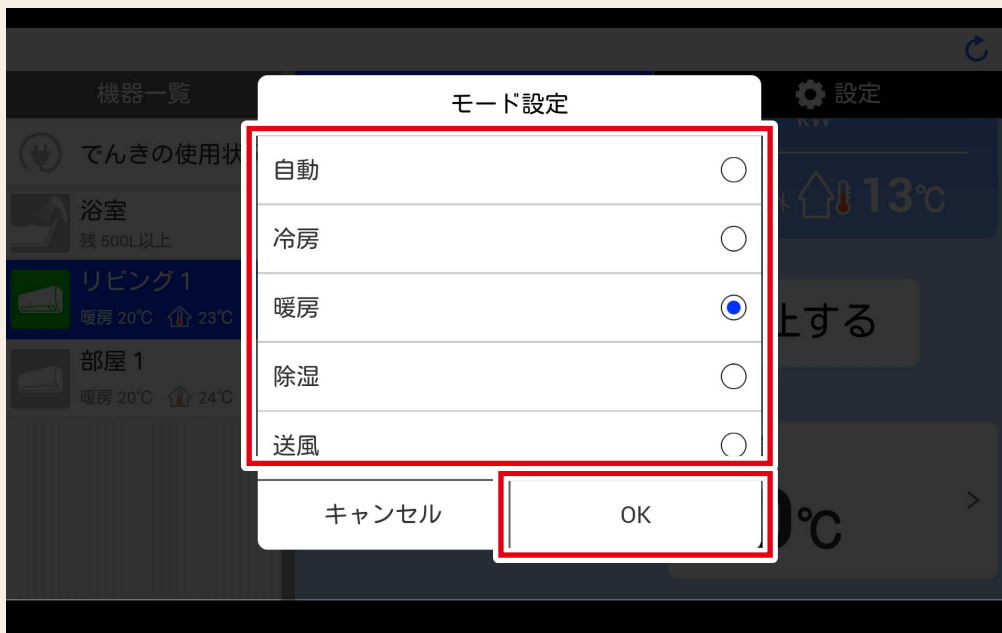 機器一覧
設定
モード設定
kW
でんきの使用状
自動
13℃
浴室
残 500L以上
冷房
リビング 1
暖房 20℃ 23℃
暖房
止する
部屋 1
暖房 20℃ 24℃
除湿
送風
キャンセル
OK
℃
>